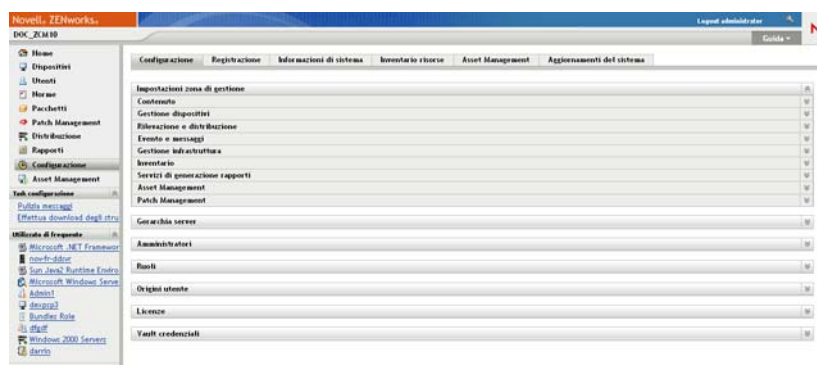 Novell® ZENworks®
Logout administrator
DOC_ZCM10
Guida
Home
Dispositivi
Utenti
Norme
Pacchetti
Patch Management
Distribuzione
Rapporti
Configurazione
Asset Management
Task configurazione
Pulizia messaggi
Effettua download degli stru
Utilizzato di frequente
Microsoft .NET Framewor
nov-fr-ddour
Sun Java2 Runtime Enviro
Microsoft Windows Serve
Admin1
devpcp3
Bundles Role
dfgdf
Windows 2000 Servers
darrin
Configurazione Registrazione Informazioni di sistema Inventario risorse Asset Management Aggiornamenti del sistema
Impostazioni zona di gestione
Contenuto
Gestione dispositivi
Rilevazione e distribuzione
Evento e messaggi
Gestione infrastruttura
Inventario
Servizi di generazione rapporti
Asset Management
Patch Management
Gerarchia server
Amministratori
Ruoli
Origini utente
Licenze
Vault credenziali